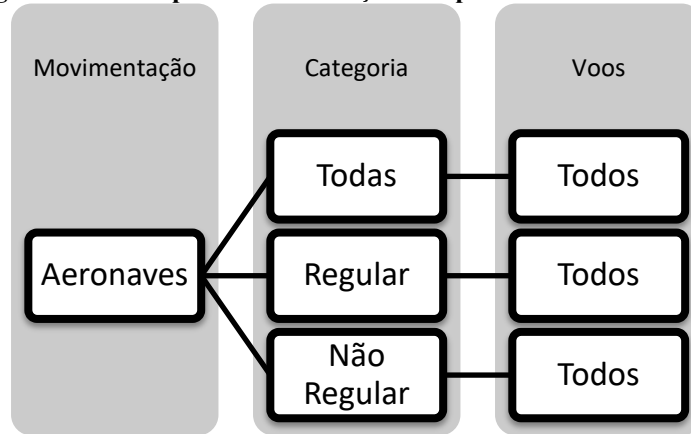 Movimentação
Categoria
Voos
Aeronaves
Todas
Todos
Regular
Todos
Não
Regular
Todos